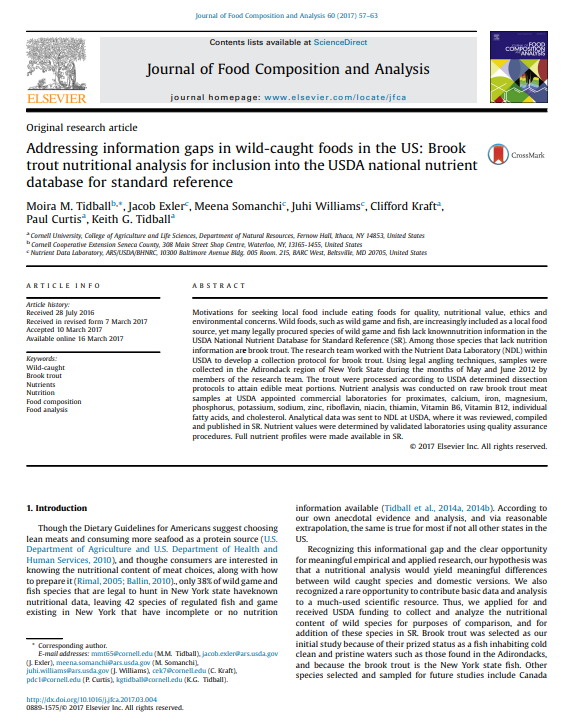 Journal of Food Composition and Analysis 60 (2017) 57–63
Contents lists available at ScienceDirect
Journal of Food Composition and Analysis
journal homepage: www.elsevier.com/locate/jfca
ELSEVIER
Original research article
Addressing information gaps in wild-caught foods in the US: Brook
trout nutritional analysis for inclusion into the USDA national nutrient
database for standard reference
CrossMark
Moira M. Tidball b,*, Jacob Exler c, Meena Somanchi c, Juhi Williams c, Clifford Kraft a,
Paul Curtis a, Keith G. Tidball a
a Cornell University, College of Agriculture and Life Sciences, Department of Natural Resources, Fernow Hall, Ithaca, NY 14853, United States
b Cornell Cooperative Extension Seneca County, 308 Main Street Shop Centre, Waterloo, NY, 13165-1455, United States
c Nutrient Data Laboratory, ARS/USDA/BHNRC, 10300 Baltimore Avenue Bldg. 005 Room. 215, BARC West, Beltsville, MD 20705, United States
ARTICLE INFO
Article history:
Received 28 July 2016
Received in revised form 7 March 2017
Accepted 10 March 2017
Available online 16 March 2017
Keywords:
Wild-caught
Brook trout
Nutrients
Nutrition
Food composition
Food analysis
ABSTRACT
Motivations for seeking local food include eating foods for quality, nutritional value, ethics and
environmental concerns. Wild foods, such as wild game and fish, are increasingly included as a local food
source, yet many legally procured species of wild game and fish lack knownnutrition information in the
USDA National Nutrient Database for Standard Reference (SR). Among those species that lack nutrition
information are brook trout. The research team worked with the Nutrient Data Laboratory (NDL) within
USDA to develop a collection protocol for brook trout. Using legal angling techniques, samples were
collected in the Adirondack region of New York State during the months of May and June 2012 by
members of the research team. The trout were processed according to USDA determined dissection
protocols to attain edible meat portions. Nutrient analysis was conducted on raw brook trout meat
samples at USDA appointed commercial laboratories for proximates, calcium, iron, magnesium,
phosphorus, potassium, sodium, zinc, riboflavin, niacin, thiamin, Vitamin B6, Vitamin B12, individual
fatty acids, and cholesterol. Analytical data was sent to NDL at USDA, where it was reviewed, compiled
and published in SR. Nutrient values were determined by validated laboratories using quality assurance
procedures. Full nutrient profiles were made available in SR.
© 2017 Elsevier Inc. All rights reserved.
1. Introduction
Though the Dietary Guidelines for Americans suggest choosing
lean meats and consuming more seafood as a protein source (U.S.
Department of Agriculture and U.S. Department of Health and
Human Services, 2010), and thoughe consumers are interested in
knowing the nutritional content of meat choices, along with how
to prepare it (Rimal, 2005; Ballin, 2010)., only 38% of wild game and
fish species that are legal to hunt in New York state haveknown
nutritional data, leaving 42 species of regulated fish and game
existing in New York that have incomplete or no nutrition
information available (Tidball et al., 2014a, 2014b). According to
our own anecdotal evidence and analysis, and via reasonable
extrapolation, the same is true for most if not all other states in the
US.
Recognizing this informational gap and the clear opportunity
for meaningful empirical and applied research, our hypothesis was
that a nutritional analysis would yield meaningful differences
between wild caught species and domestic versions. We also
recognized a rare opportunity to contribute basic data and analysis
to a much-used scientific resource. Thus, we applied for and
received USDA funding to collect and analyze the nutritional
content of wild species for purposes of comparison, and for
addition of these species in SR. Brook trout was selected as our
initial study because of their prized status as a fish inhabiting cold
clean and pristine waters such as those found in the Adirondacks,
and because the brook trout is the New York state fish. Other
species selected and sampled for future studies include Canada
* Corresponding author.
E-mail addresses: mmt65@cornell.edu (M.M. Tidball), jacob.exler@ars.usda.gov
(J. Exler), meena.somanchi@ars.usda.gov (M. Somanchi),
juhi.williams@ars.usda.gov (J. Williams), cek7@cornell.edu (C. Kraft),
pdc1@cornell.edu (P. Curtis), kgtidball@cornell.edu (K.G. Tidball).
http://dx.doi.org/10.1016/j.jfca.2017.03.004
0889-1575/© 2017 Elsevier Inc. All rights reserved.